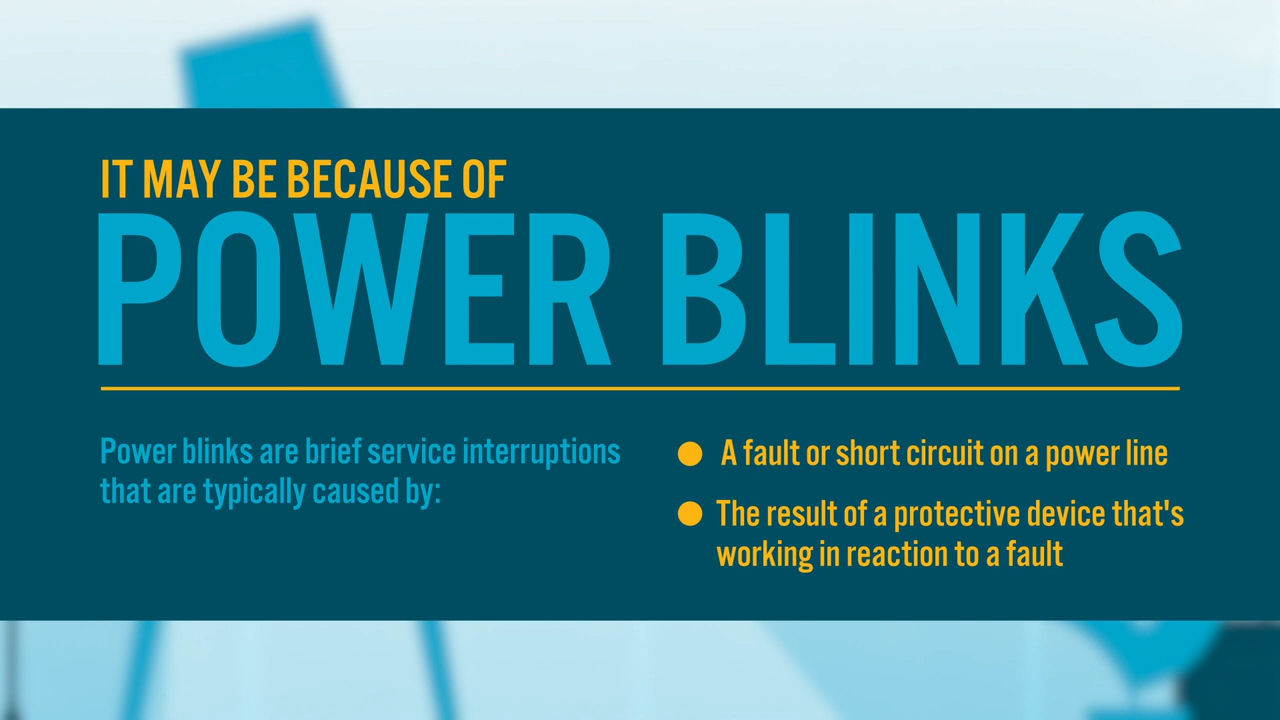 IT MAY BE BECAUSE OF
POWER BLINKS
Power blinks are brief service interruptions
that are typically caused by:
A fault or short circuit on a power line
The result of a protective device that's
working in reaction to a fault